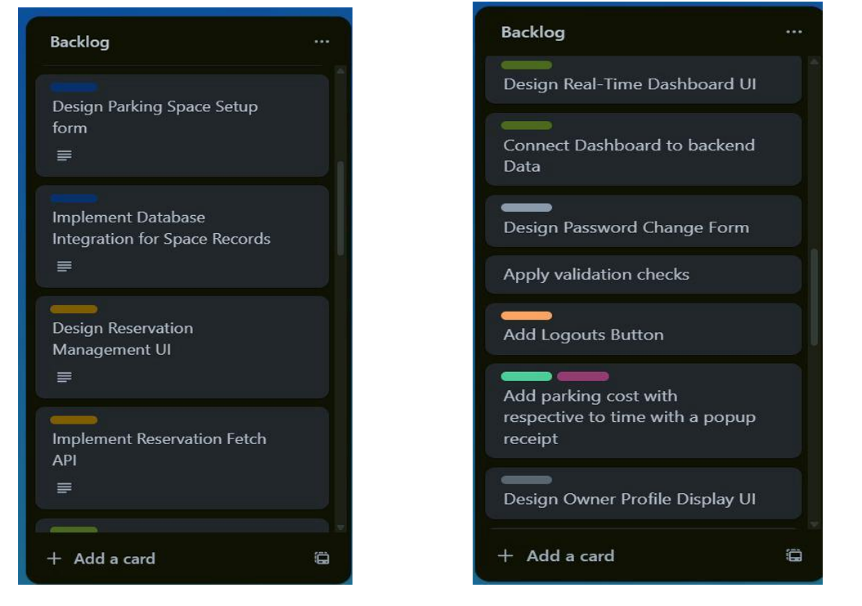 Backlog
Design Parking Space Setup
form
Implement Database
Integration for Space Records
Design Reservation
Management UI
Implement Reservation Fetch
API
+ Add a card
Backlog
Design Real-Time Dashboard UI
Connect Dashboard to backend
Data
Design Password Change Form
Apply validation checks
Add Logouts Button
Add parking cost with
respective to time with a popup
receipt
Design Owner Profile Display UI
+ Add a card